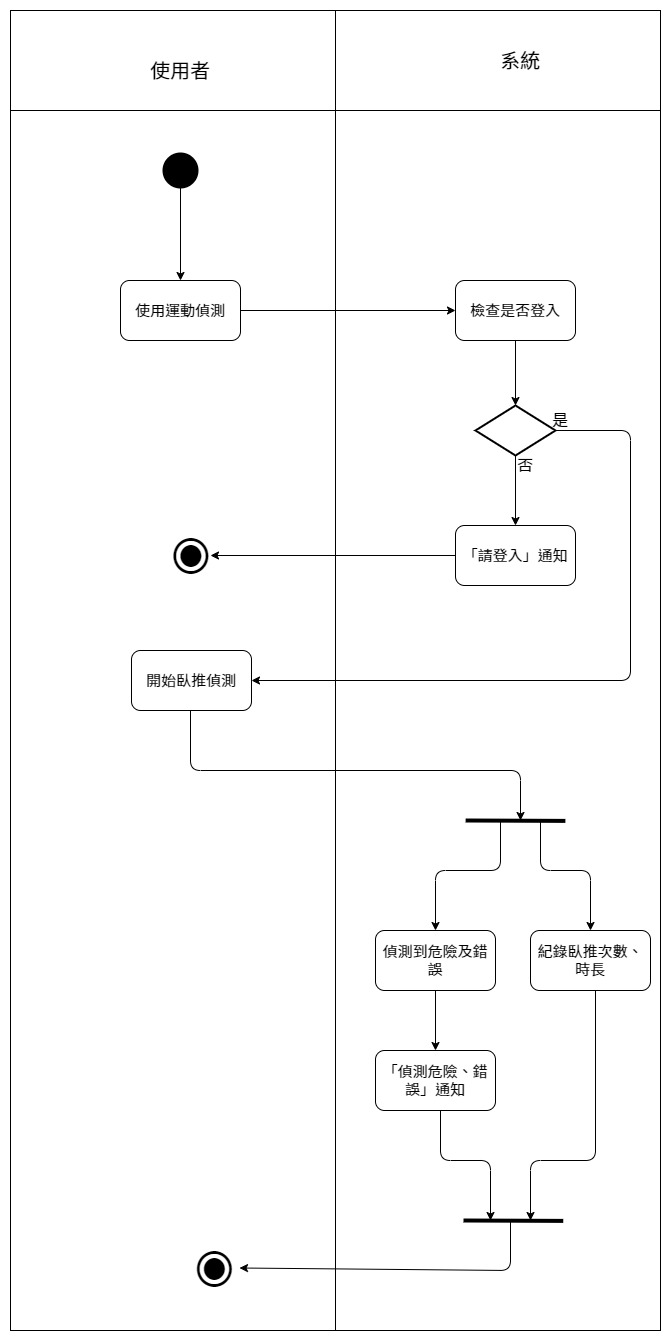 使用者
系統
使用運動偵測
檢查是否登入
是
否
「請登入」通知
開始臥推偵測
偵測到危險及錯
誤
紀錄臥推次數、
時長
「偵測危險、錯
誤」通知